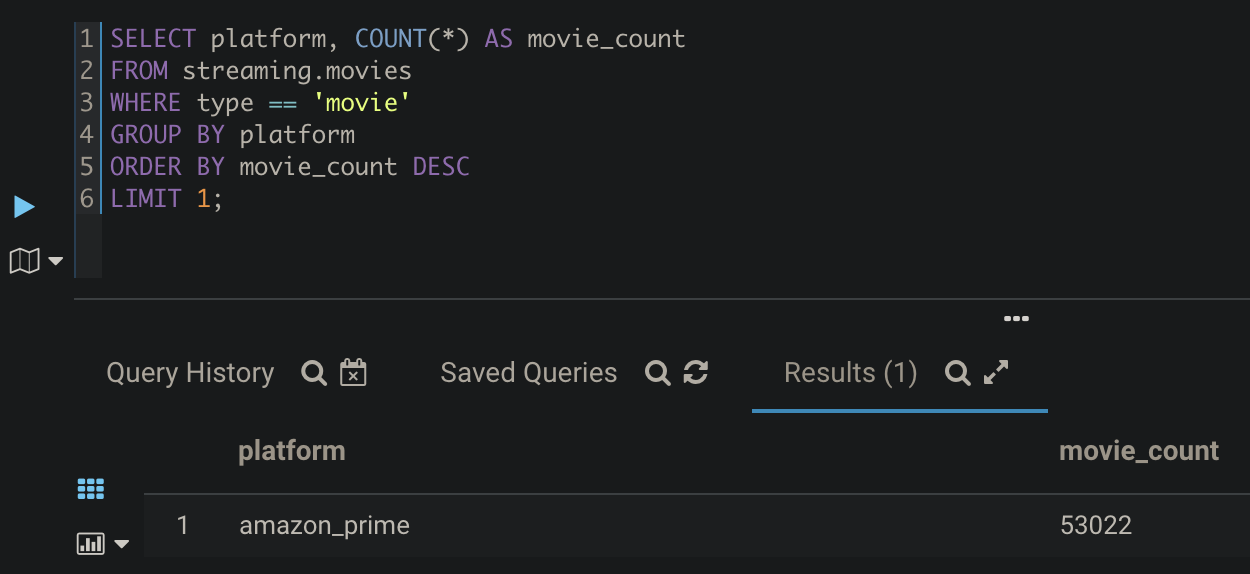 1 SELECT platform, COUNT(*) AS movie_count
2 FROM streaming.movies
3 WHERE type == 'movie'
4 GROUP BY platform
5 ORDER BY movie_count DESC
6 LIMIT 1;
Query History Saved Queries Results (1)
platform movie_count
1 amazon_prime 53022